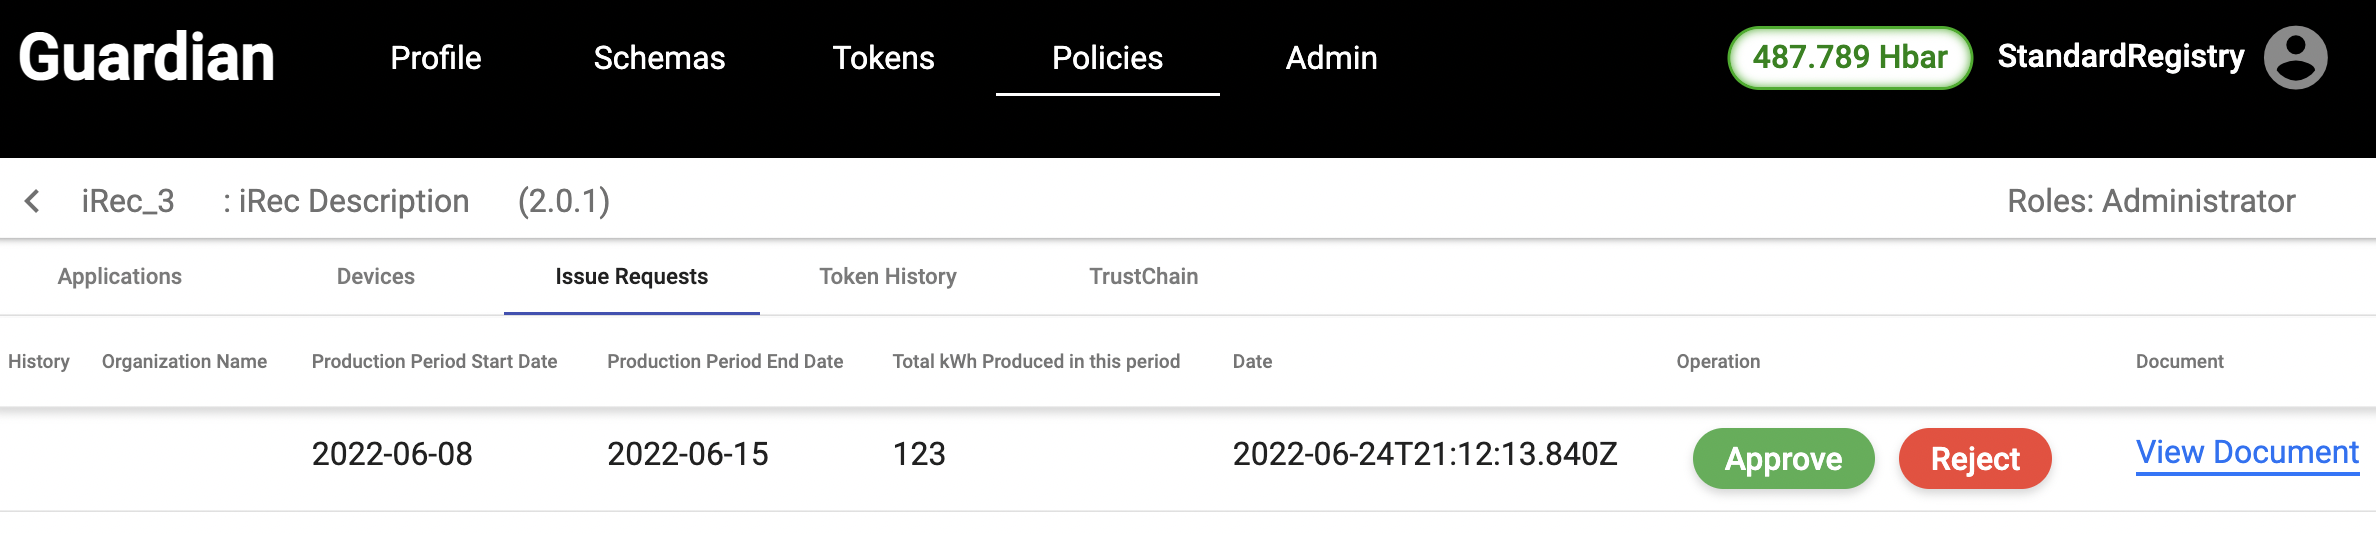 Guardian Profile Schemas Tokens Policies Admin 487.789 Hbar StandardRegistry
iRec_3 : iRec Description (2.0.1) Roles: Administrator
Applications Devices Issue Requests Token History TrustChain
History Organization Name Production Period Start Date Production Period End Date Total kWh Produced in this period Date Operation Document
2022-06-08 2022-06-15 123 2022-06-24T21:12:13.840Z Approve Reject View Document